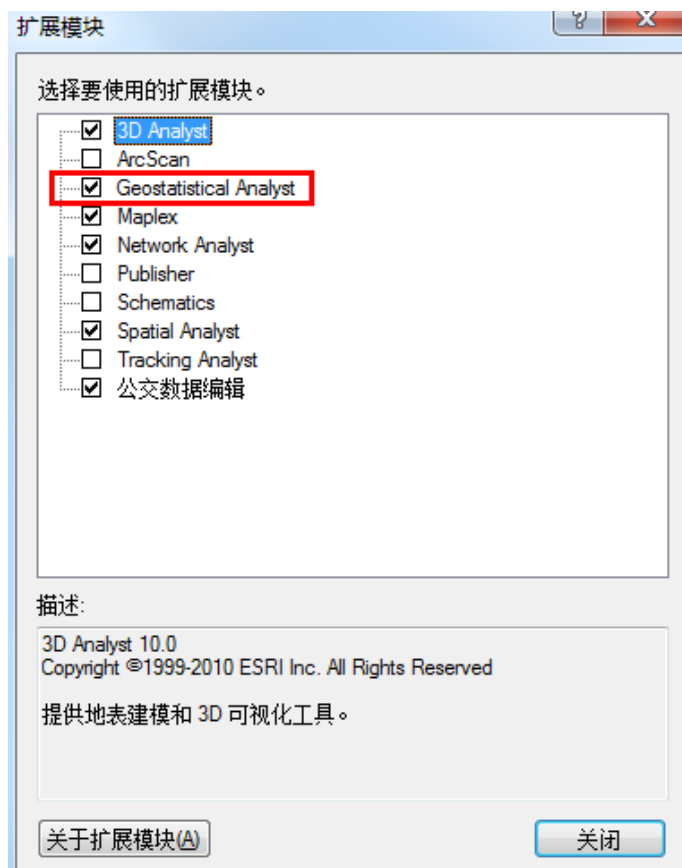 扩展模块
选择要使用的扩展模块。
3D Analyst
ArcScan
Geostatistical Analyst
Maplex
Network Analyst
Publisher
Schematics
Spatial Analyst
Tracking Analyst
公交数据编辑
描述:
3D Analyst 10.0
Copyright ©1999-2010 ESRI Inc. All Rights Reserved
提供地表建模和 3D 可视化工具。
关于扩展模块(A)
关闭